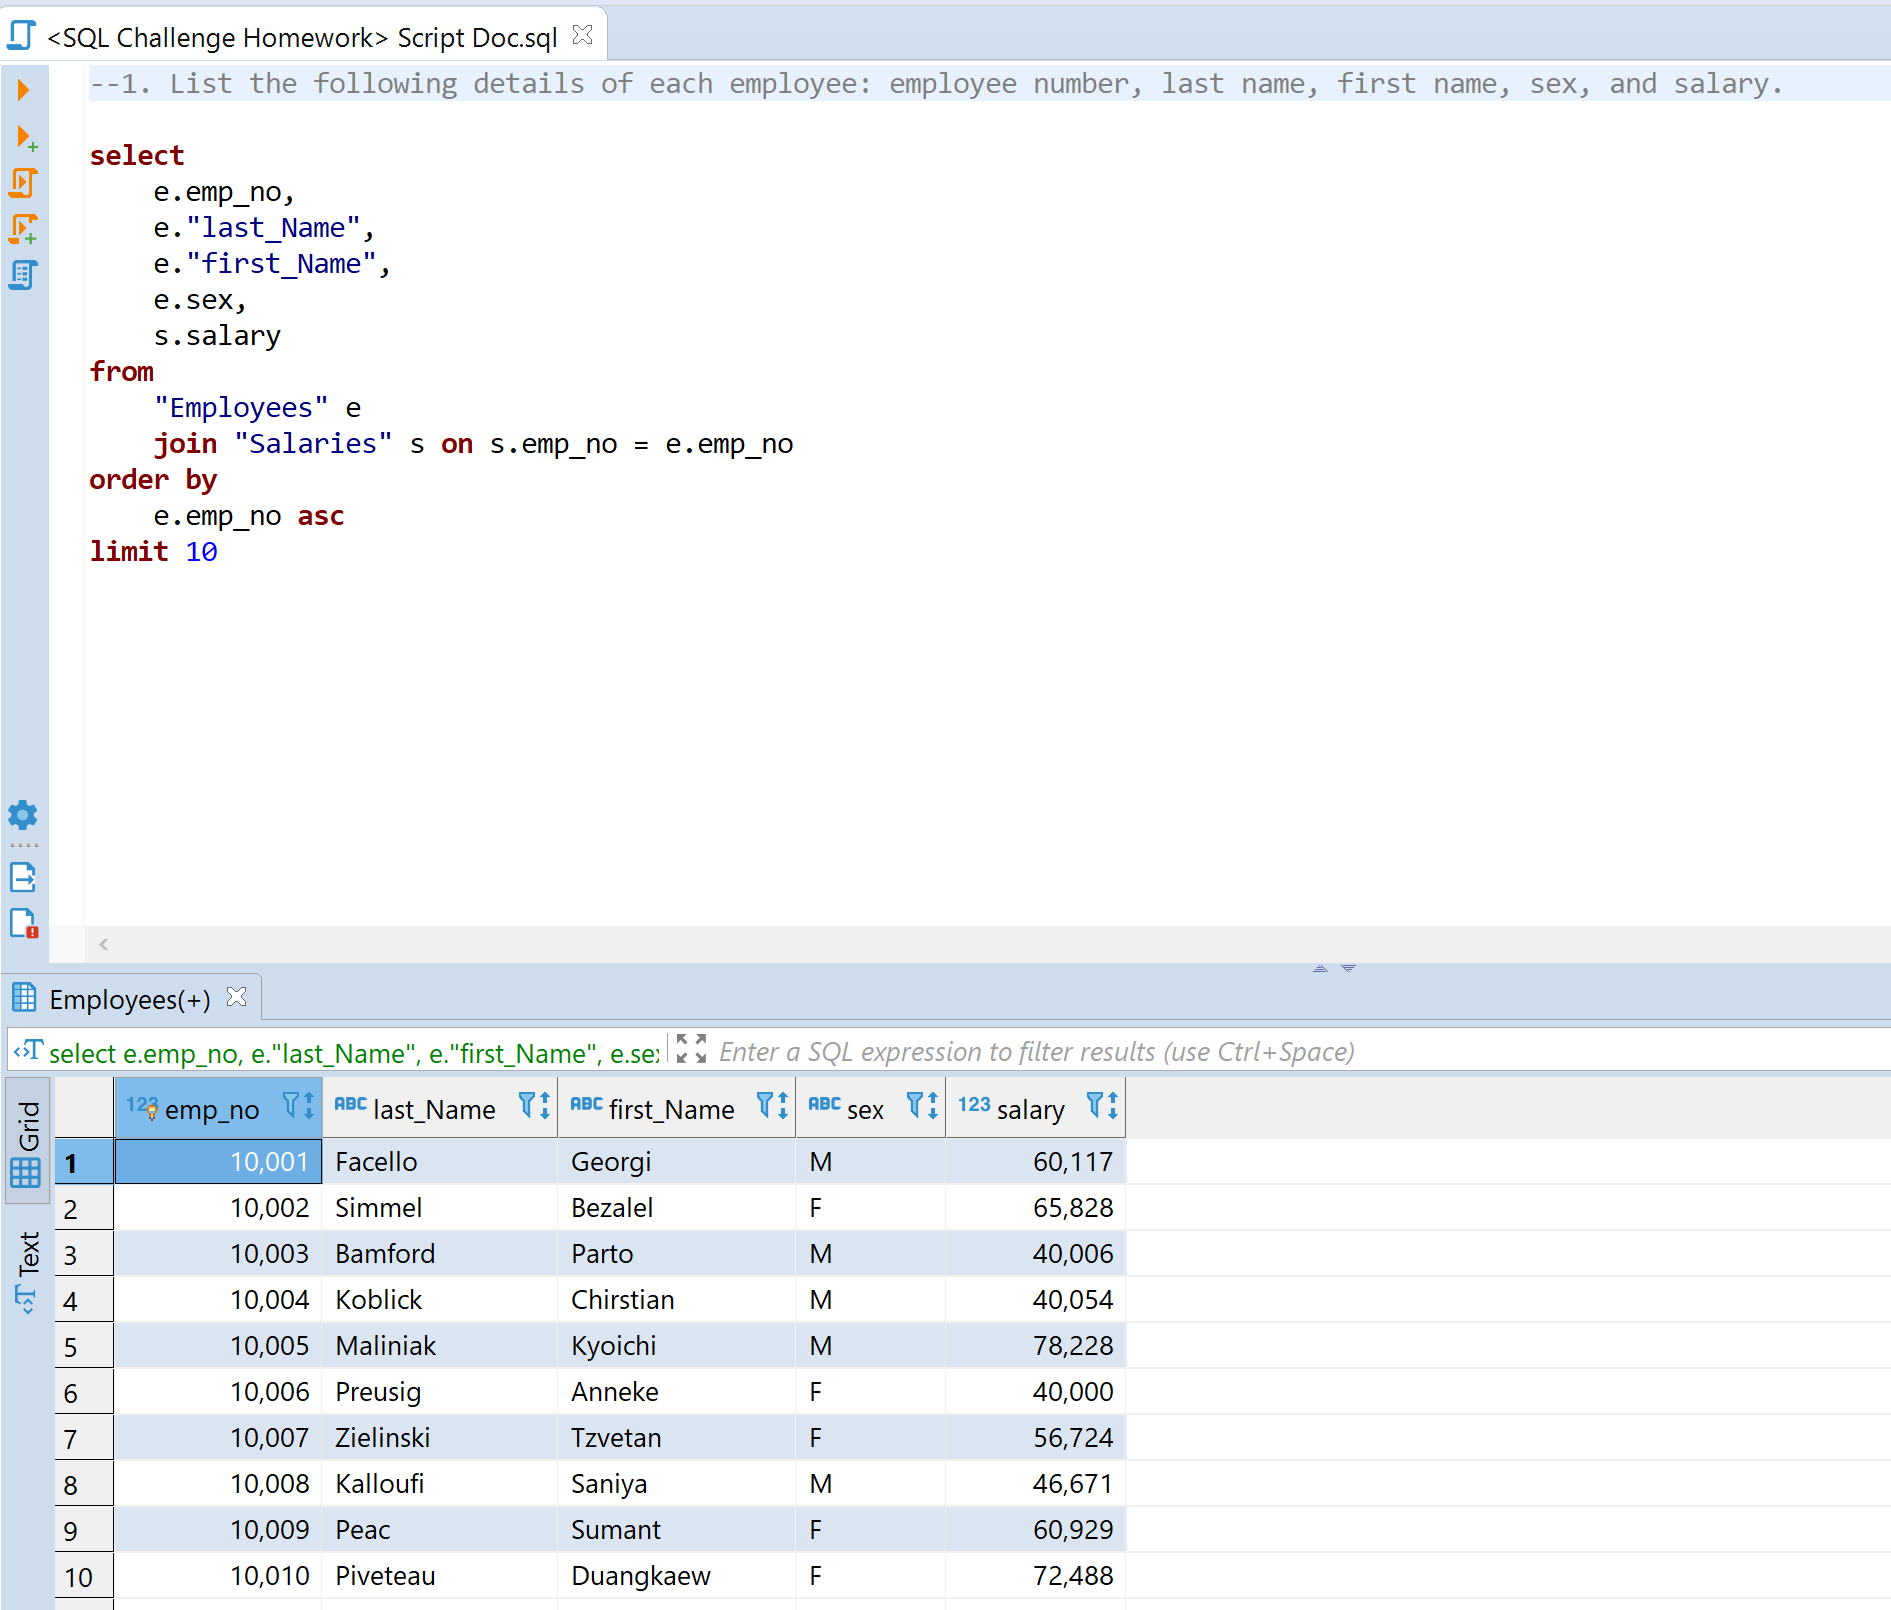 <SQL Challenge Homework> Script Doc.sql
--1. List the following details of each employee: employee number, last name, first name, sex, and salary.
select
e.emp_no,
e."last_Name",
e."first_Name",
e.sex,
s.salary
from
"Employees" e
join "Salaries" s on s.emp_no = e.emp_no
order by
e.emp_no asc
limit 10
Employees(+)
select e.emp_no, e."last_Name", e."first_Name", e.sex Enter a SQL expression to filter results (use Ctrl+Space)
Grid
Text
123 emp_no ABC last_Name ABC first_Name ABC sex 123 salary
1 10,001 Facello Georgi M 60,117
2 10,002 Simmel Bezalel F 65,828
3 10,003 Bamford Parto M 40,006
4 10,004 Koblick Chirstian M 40,054
5 10,005 Maliniak Kyoichi M 78,228
6 10,006 Preusig Anneke F 40,000
7 10,007 Zielinski Tzvetan F 56,724
8 10,008 Kalloufi Saniya M 46,671
9 10,009 Peac Sumant F 60,929
10 10,010 Piveteau Duangkaew F 72,488